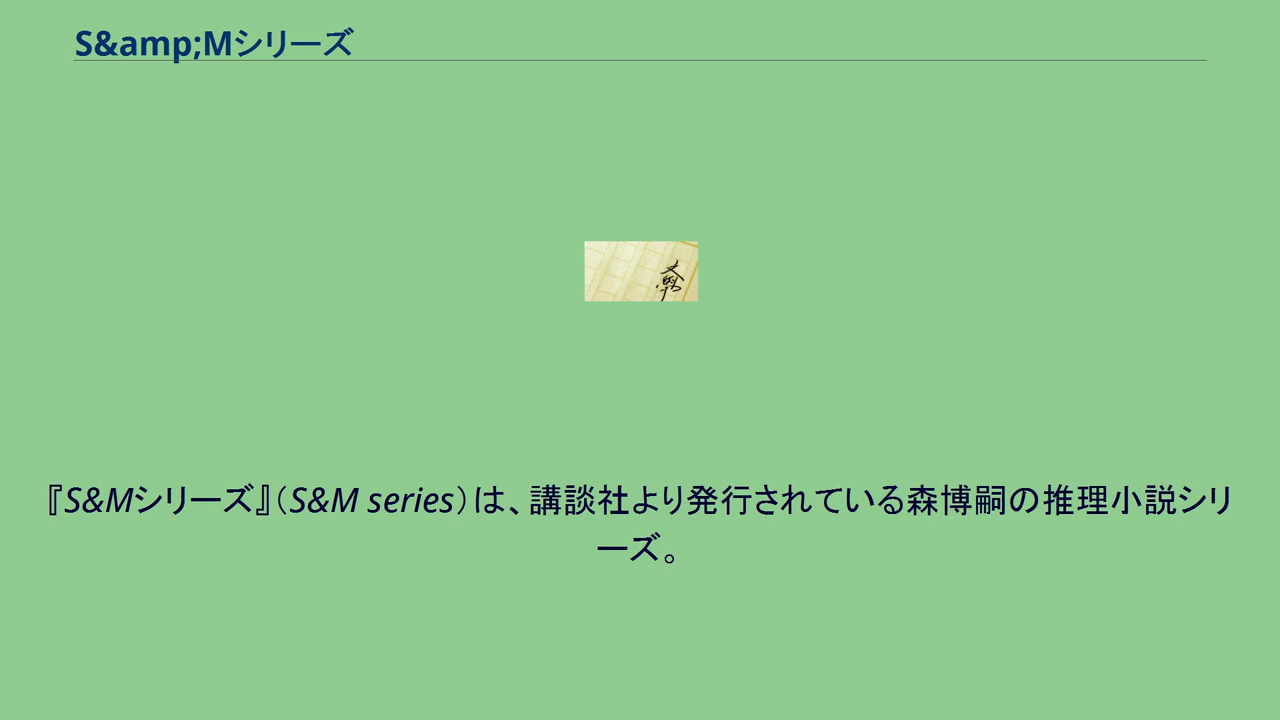 S&amp;Mシリーズ
『S&Mシリーズ』（S&M series）は、講談社より発行されている森博嗣の推理小説シリ
ーズ。